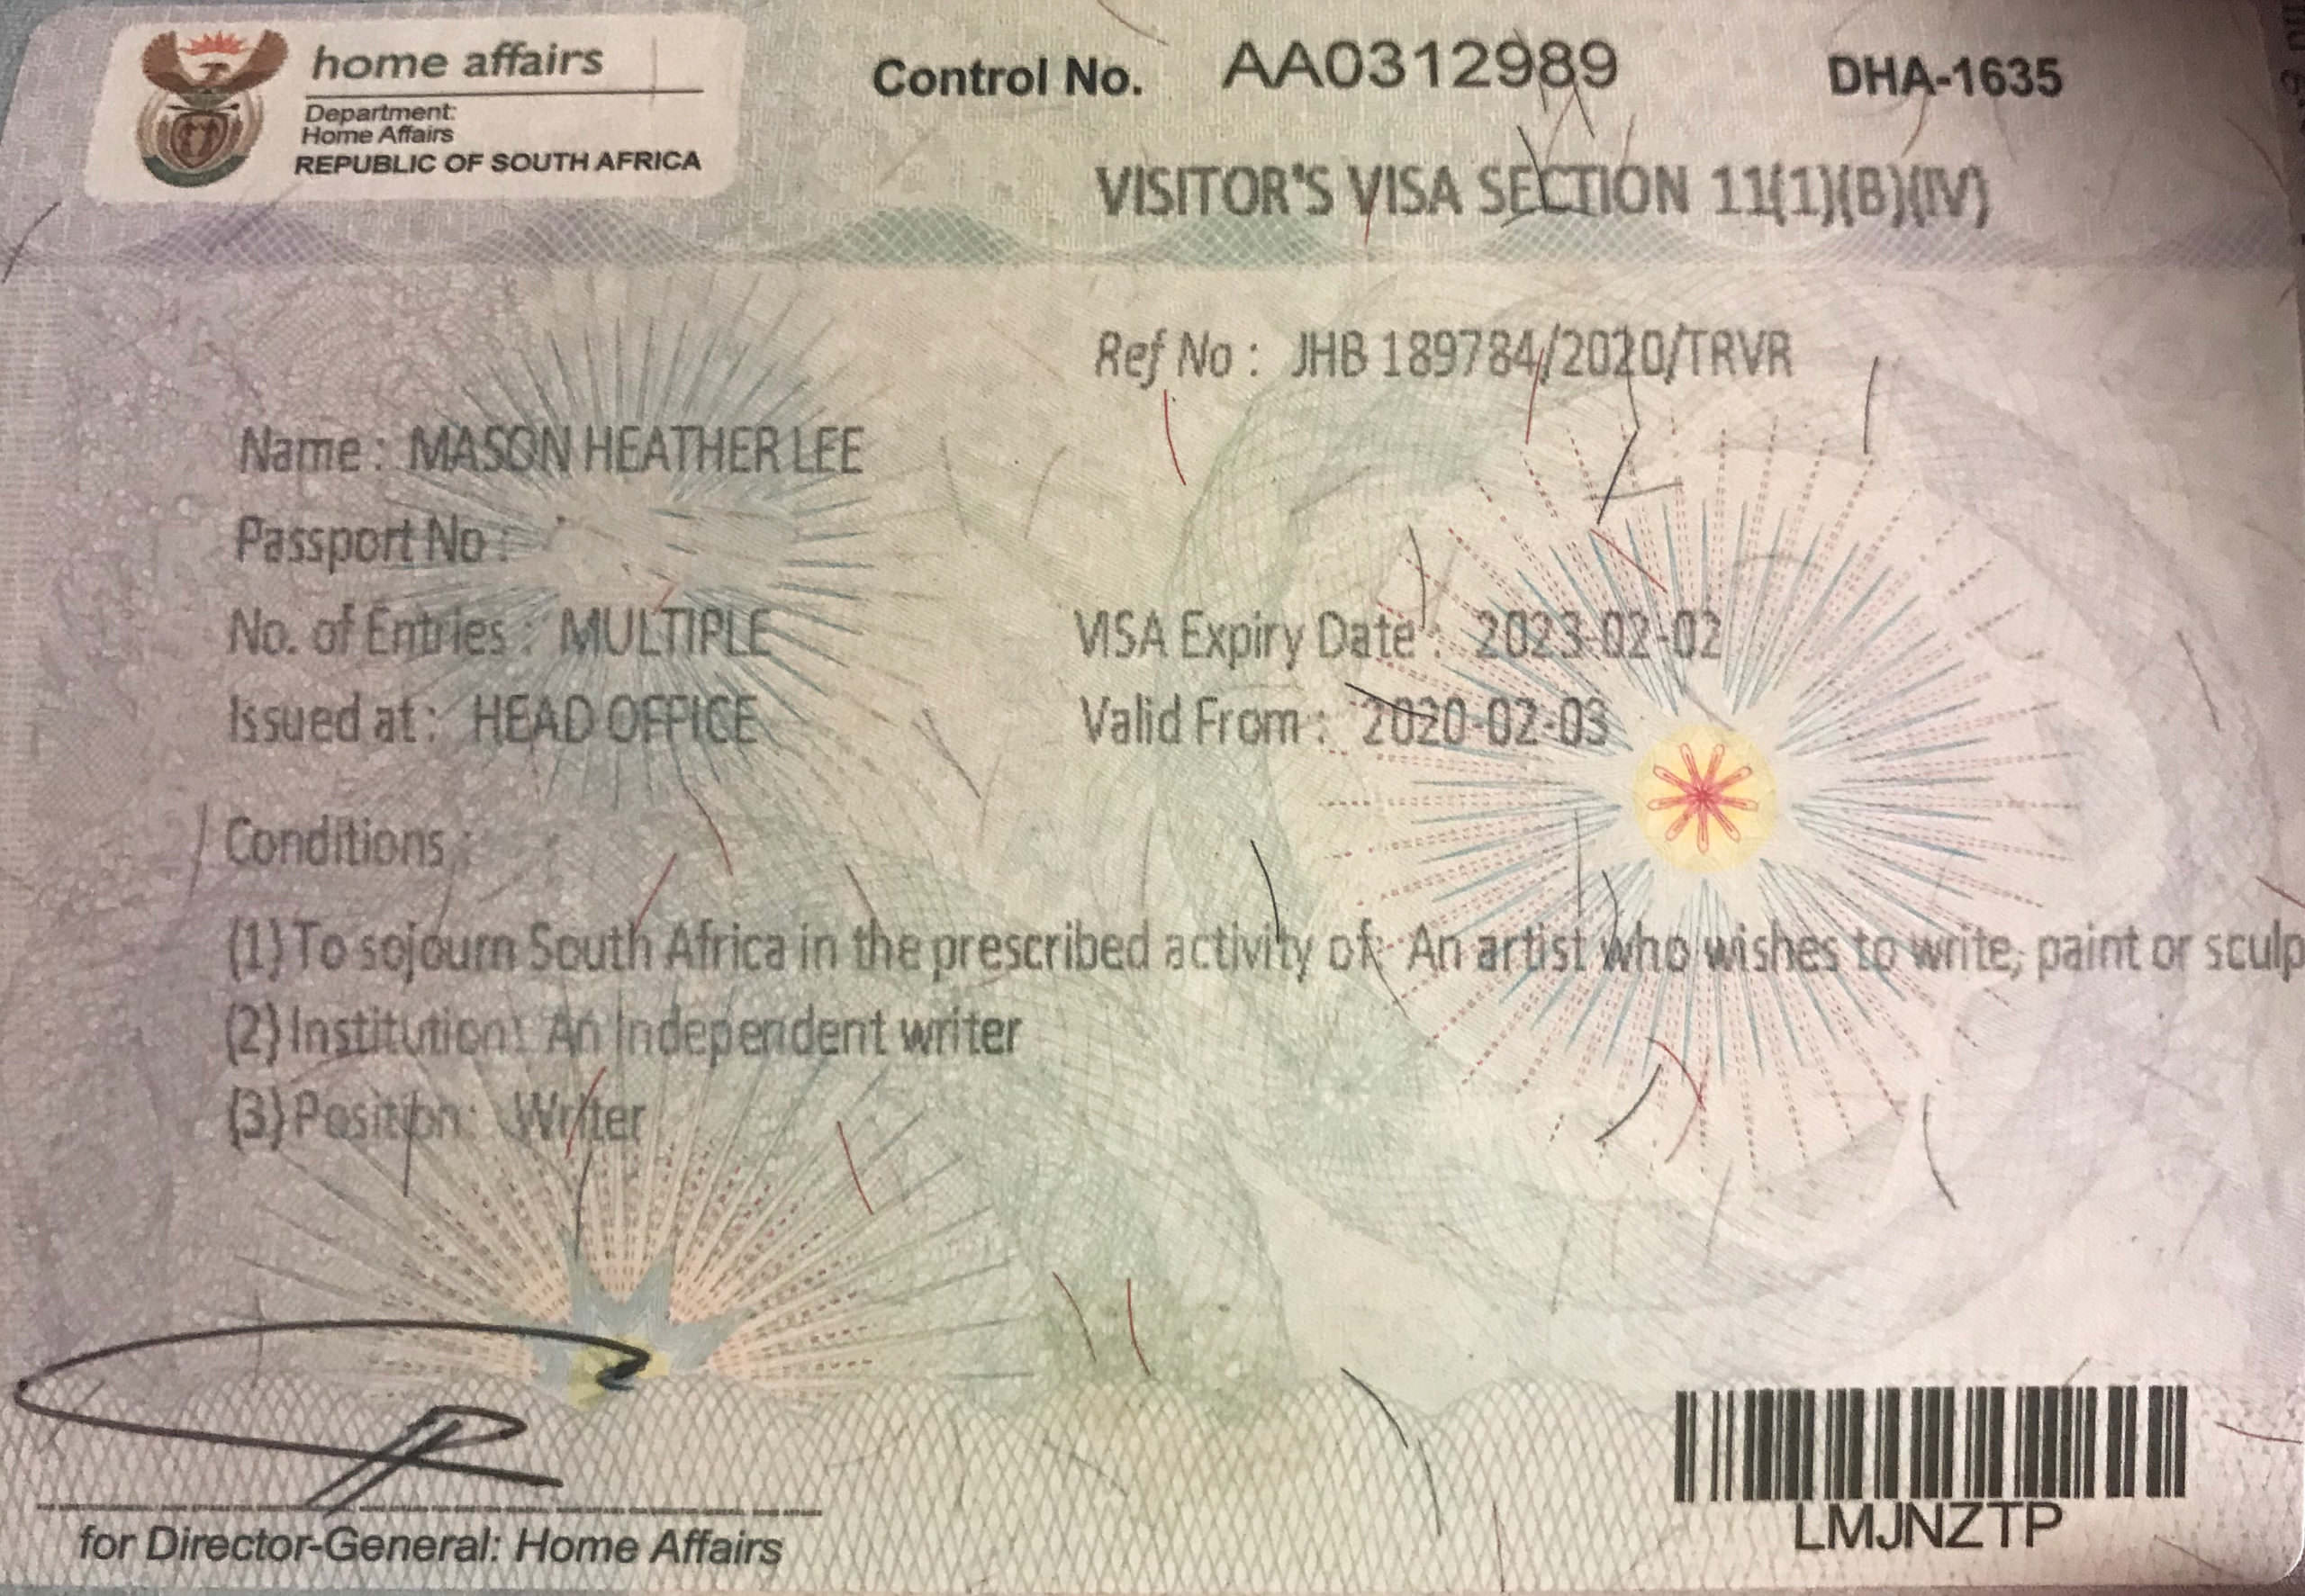 home affairs
Department:
Home Affairs
REPUBLIC OF SOUTH AFRICA
Control No. AA0312989 DHA-1635
VISITOR'S VISA SECTION 11(1)(B)(IV)
Ref No : JHB 189784/2020/TRVR
Name : MASON HEATHER LEE
Passport No :
No. of Entries : MULTIPLE VISA Expiry Date : 2023-02-02
Issued at : HEAD OFFICE Valid From : 2020-02-03
Conditions :
(1) To sojourn South Africa in the prescribed activity of: An artist who wishes to write, paint or sculp
(2) Institution: An Independent writer
(3) Position: Writer
for Director-General: Home Affairs
LMJNZTP